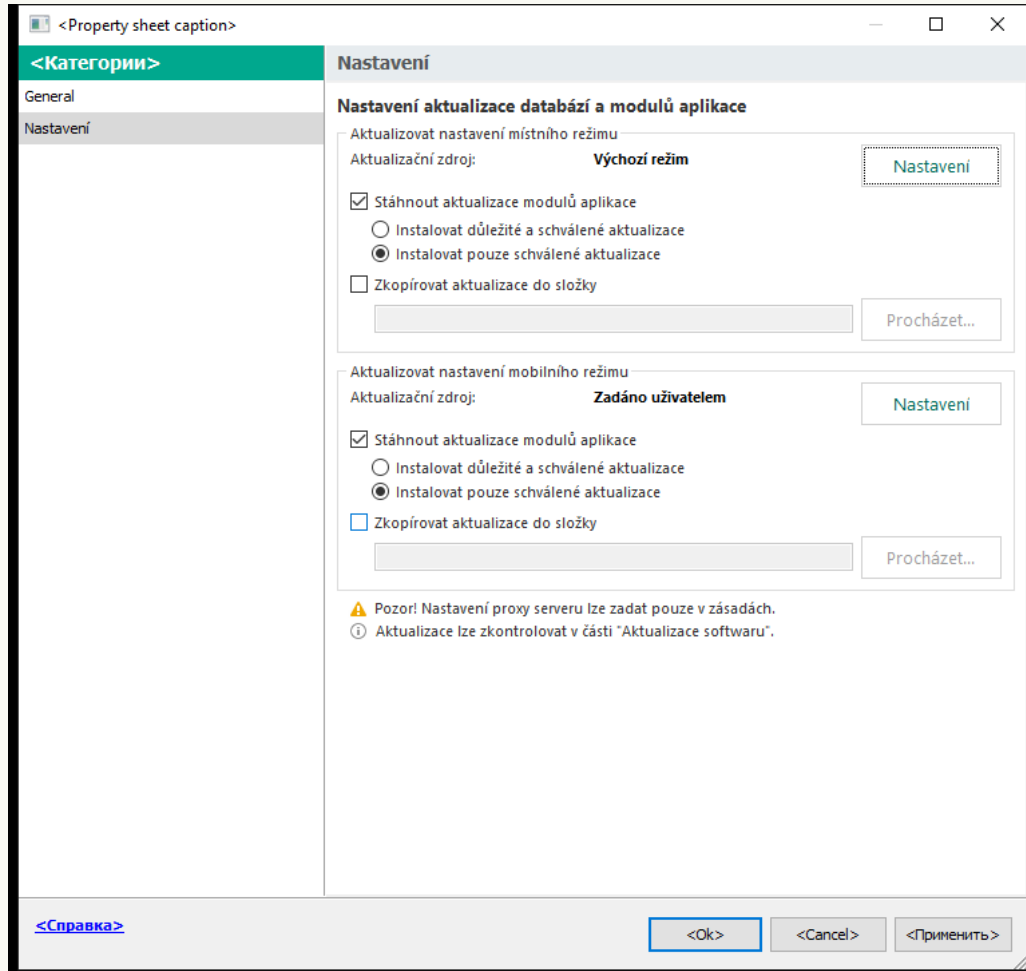 <Property sheet caption>
<Категории>
General
Nastavení
Nastavení
Nastavení aktualizace databází a modulů aplikace
Aktualizovat nastavení místního režimu
Aktualizační zdroj: Výchozí režim Nastavení
Stáhnout aktualizace modulů aplikace
Instalovat důležité a schválené aktualizace
Instalovat pouze schválené aktualizace
Zkopírovat aktualizace do složky
Procházet...
Aktualizovat nastavení mobilního režimu
Aktualizační zdroj: Zadáno uživatelem Nastavení
Stáhnout aktualizace modulů aplikace
Instalovat důležité a schválené aktualizace
Instalovat pouze schválené aktualizace
Zkopírovat aktualizace do složky
Procházet...
Pozor! Nastavení proxy serveru lze zadat pouze v zásadách.
Aktualizace lze zkontrolovat v části "Aktualizace softwaru".
<Справка>
<Ok> <Cancel> <Применить>